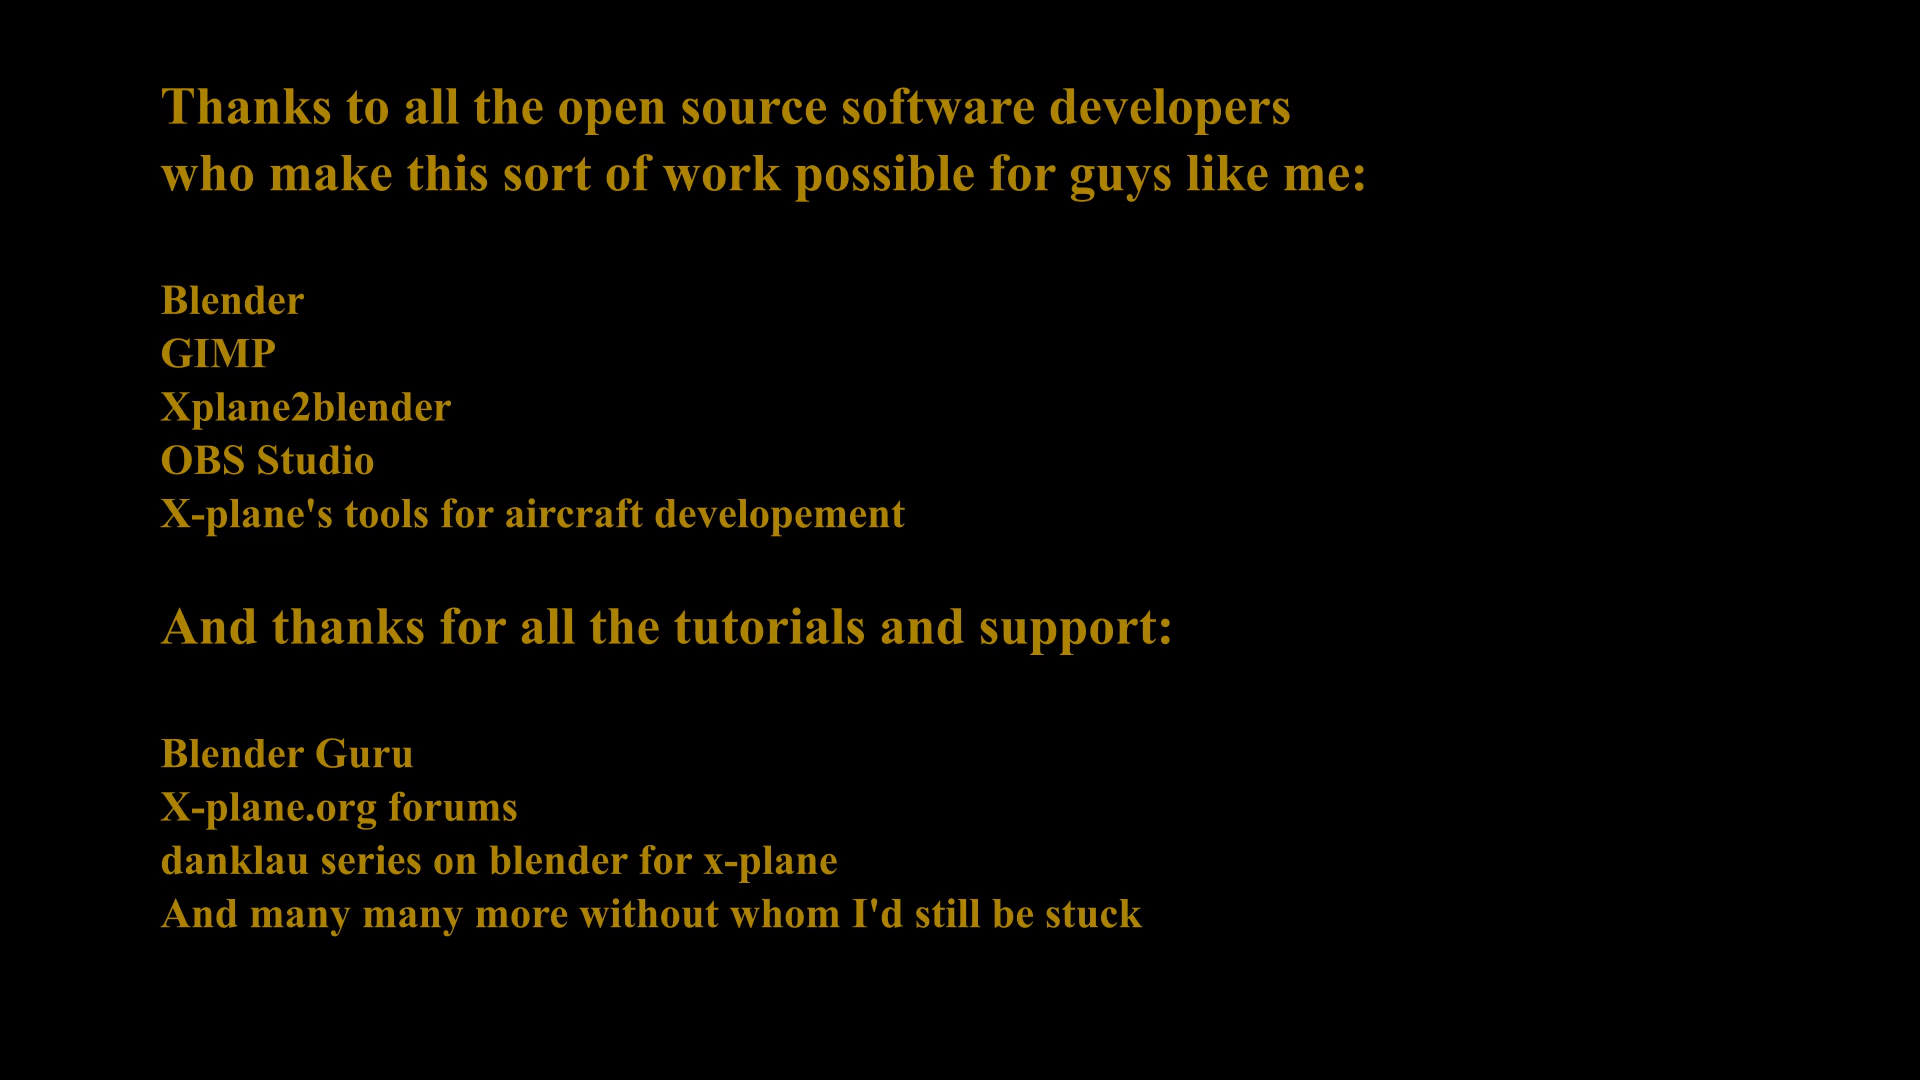 Thanks to all the open source software developers
who make this sort of work possible for guys like me:
Blender
GIMP
Xplane2blender
OBS Studio
X-plane's tools for aircraft developement
And thanks for all the tutorials and support:
Blender Guru
X-plane.org forums
danklau series on blender for x-plane
And many many more without whom I'd still be stuck